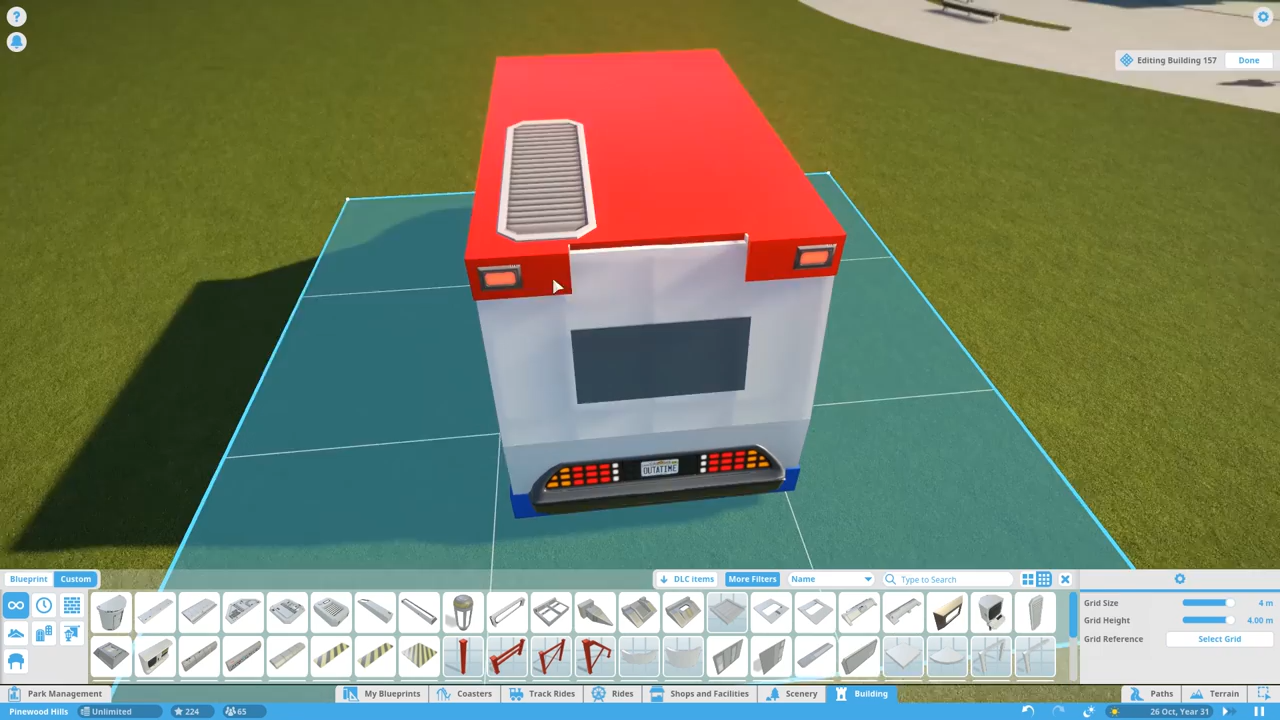 Editing Building 157 Done
OUTATIME
Blueprint Custom DLC items More Filters Name Type to Search
Grid Size 4 m
Grid Height 4.00 m
Grid Reference Select Grid
Park Management My Blueprints Coasters Track Rides Rides Shops and Facilities Scenery Building Paths Terrain
Pinewood Hills Unlimited 224 65 26 Oct, Year 31